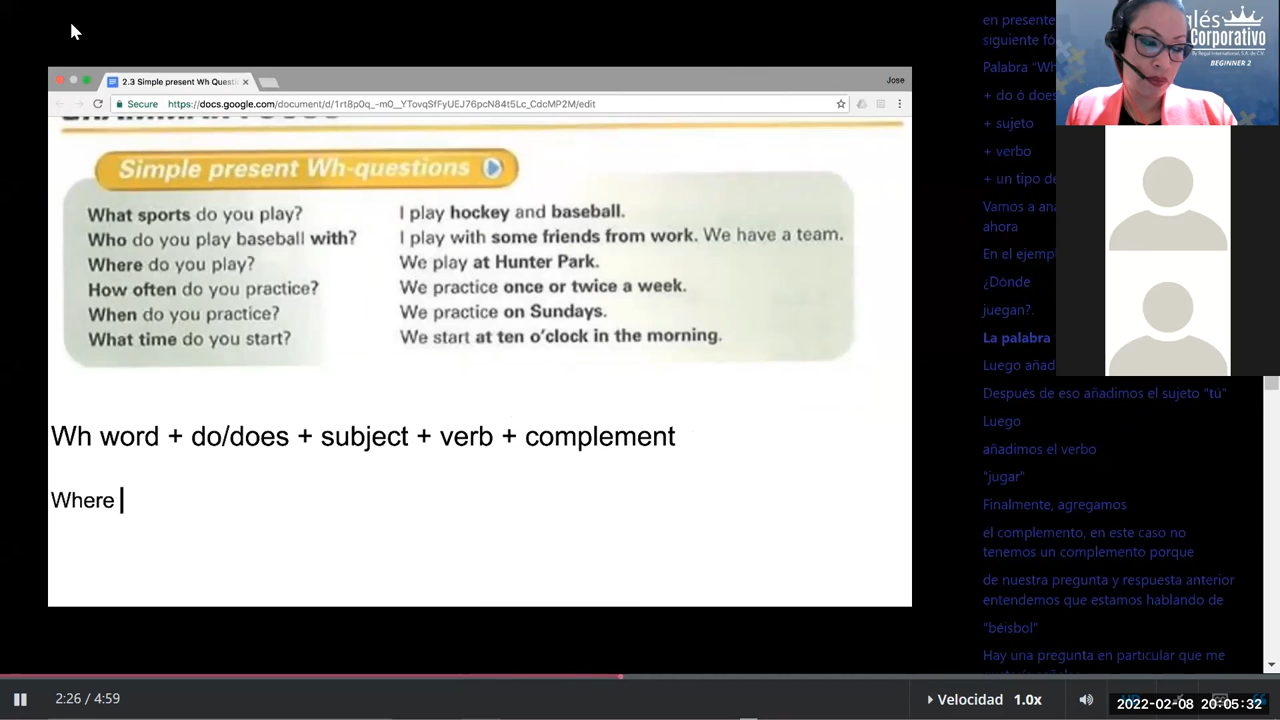 2.3 Simple present Wh Questi
Jose
Secure
https://docs.google.com/document/d/1rt8p0q_-m0__YTovqSfFyUEJ76pcN84t5Lc_CdcMP2M/edit
Simple present Wh-questions
What sports do you play? I play hockey and baseball.
Who do you play baseball with? I play with some friends from work. We have a team.
Where do you play? We play at Hunter Park.
How often do you practice? We practice once or twice a week.
When do you practice? We practice on Sundays.
What time do you start? We start at ten o'clock in the morning.
Wh word + do/does + subject + verb + complement
Where
en presente
siguiente fó
Palabra "Wh
+ do ó does
+ sujeto
+ verbo
+ un tipo de
Vamos a ana
ahora
En el ejemp
¿Dónde
juegan?.
La palabra
Luego añad
Después de eso añadimos el sujeto "tú"
Luego
añadimos el verbo
"jugar"
Finalmente, agregamos
el complemento, en este caso no
tenemos un complemento porque
de nuestra pregunta y respuesta anterior
entendemos que estamos hablando de
"béisbol"
Hay una pregunta en particular que me
glés
Corporativo
By Regal International, S.A. de C.V.
BEGINNER 2
2:26 / 4:59
Velocidad 1.0x
2022-02-08 20:05:32